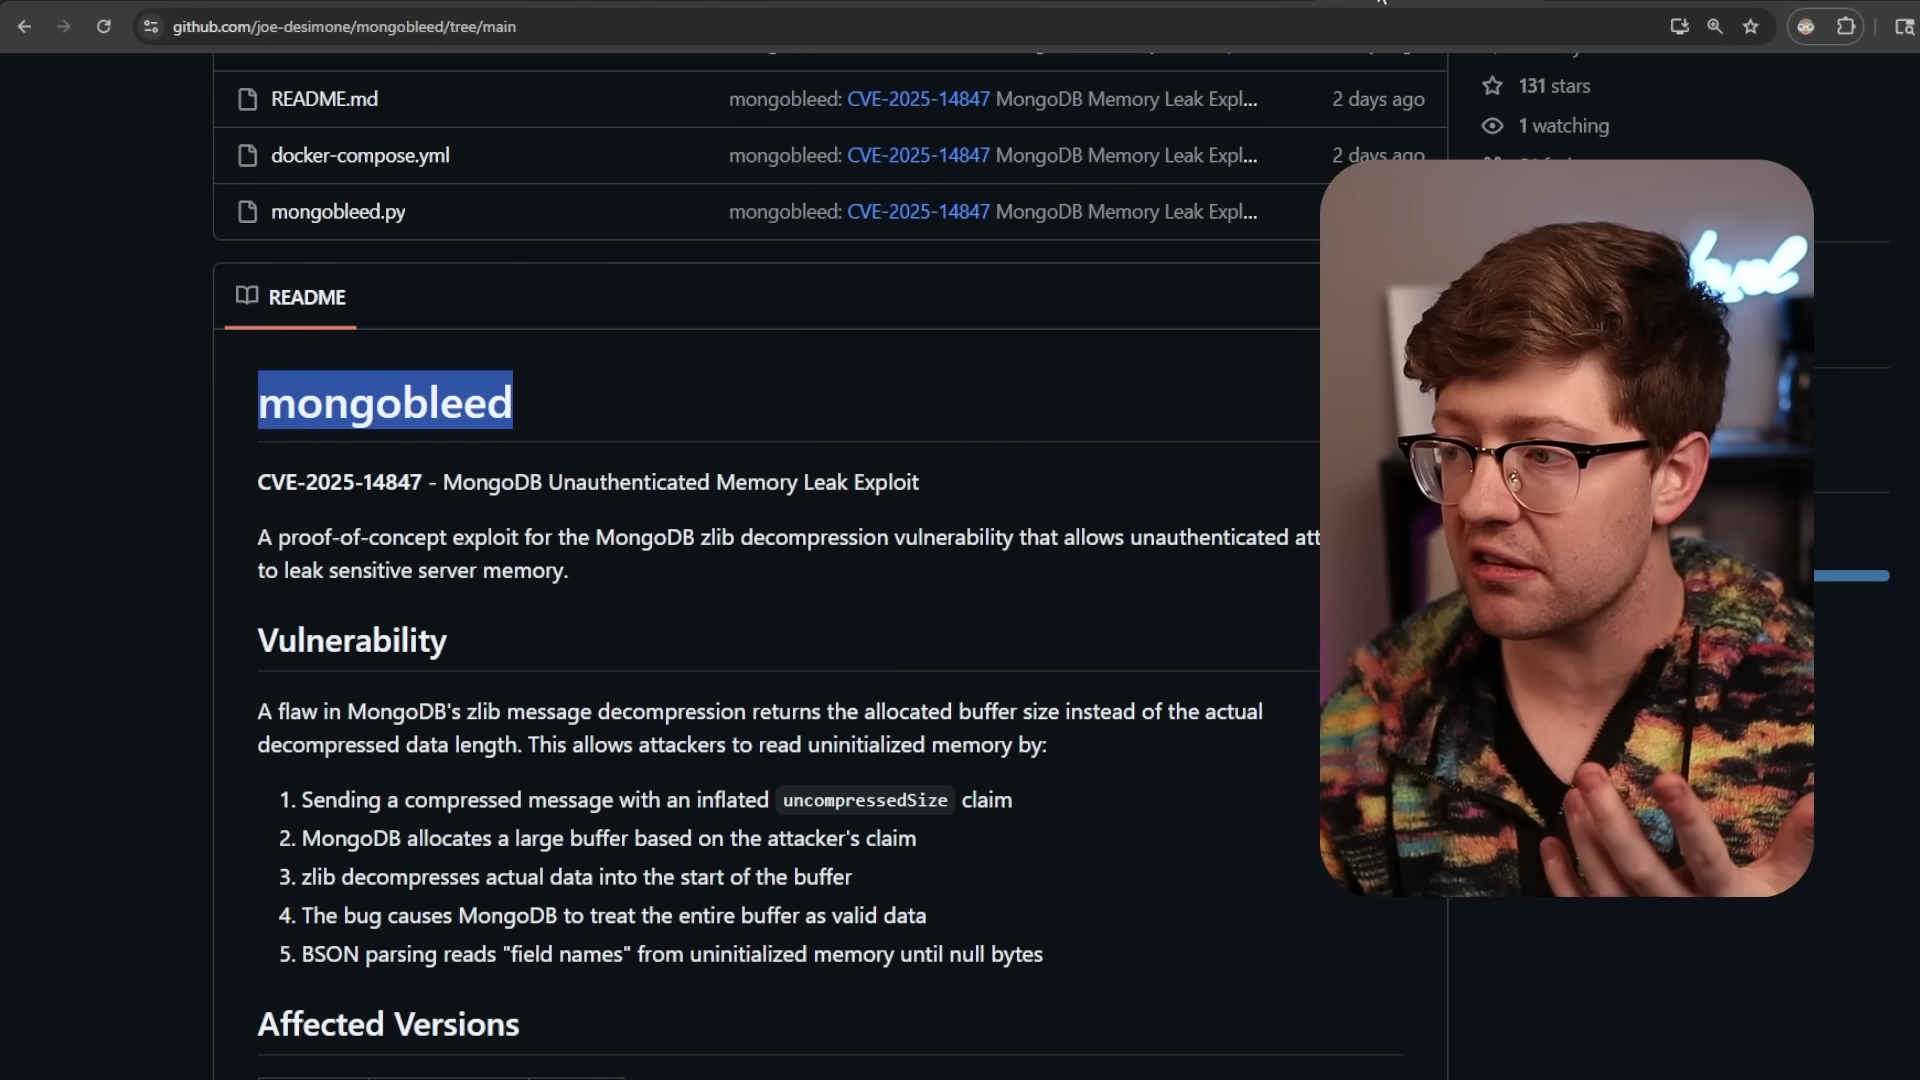 github.com/joe-desimone/mongobleed/tree/main
131 stars
README.md mongobleed: CVE-2025-14847 MongoDB Memory Leak Expl... 2 days ago
1 watching
docker-compose.yml mongobleed: CVE-2025-14847 MongoDB Memory Leak Expl... 2 days ago
mongobleed.py mongobleed: CVE-2025-14847 MongoDB Memory Leak Expl...
README
mongobleed
CVE-2025-14847 - MongoDB Unauthenticated Memory Leak Exploit
A proof-of-concept exploit for the MongoDB zlib decompression vulnerability that allows unauthenticated att
to leak sensitive server memory.
Vulnerability
A flaw in MongoDB's zlib message decompression returns the allocated buffer size instead of the actual
decompressed data length. This allows attackers to read uninitialized memory by:
1. Sending a compressed message with an inflated uncompressedSize claim
2. MongoDB allocates a large buffer based on the attacker's claim
3. zlib decompresses actual data into the start of the buffer
4. The bug causes MongoDB to treat the entire buffer as valid data
5. BSON parsing reads "field names" from uninitialized memory until null bytes
Affected Versions